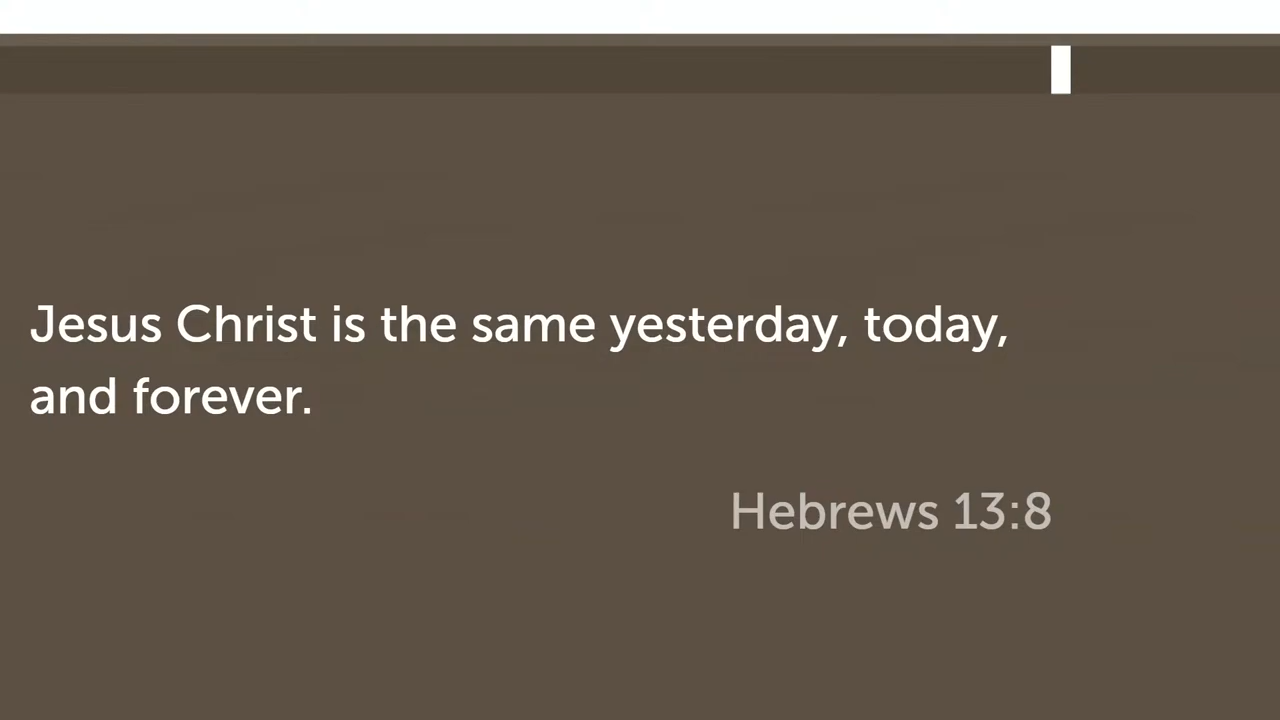 Jesus Christ is the same yesterday, today,
and forever.
Hebrews 13:8